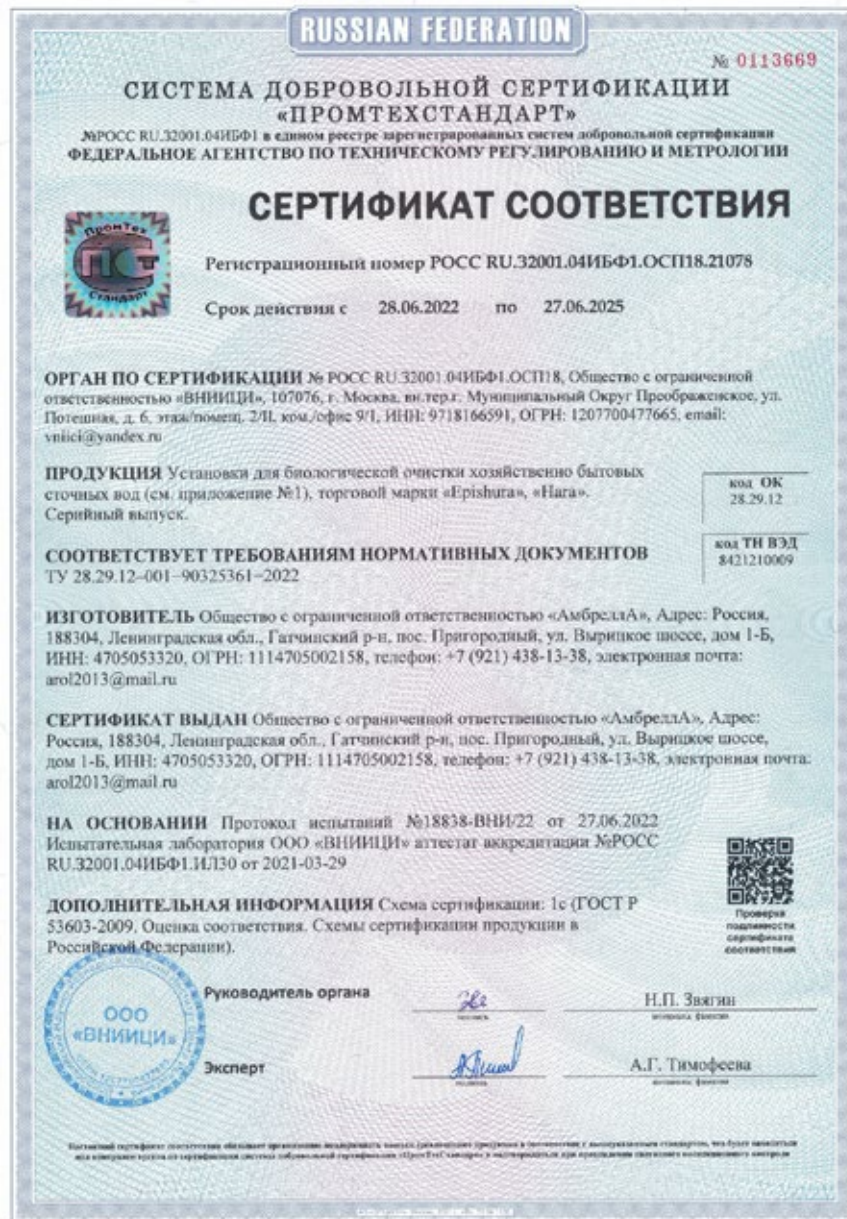 RUSSIAN FEDERATION
№ 0113669
СИСТЕМА ДОБРОВОЛЬНОЙ СЕРТИФИКАЦИИ
«ПРОМТЕХСТАНДАРТ»
№РОСС RU.32001.04ИБФ1 в едином реестре зарегистрированных систем добровольной сертификации
ФЕДЕРАЛЬНОЕ АГЕНТСТВО ПО ТЕХНИЧЕСКОМУ РЕГУЛИРОВАНИЮ И МЕТРОЛОГИИ
СЕРТИФИКАТ СООТВЕТСТВИЯ
ПромТех
ПСТ
Стандарт
Регистрационный номер РОСС RU.32001.04ИБФ1.ОСП18.21078
Срок действия с 28.06.2022 по 27.06.2025
ОРГАН ПО СЕРТИФИКАЦИИ № РОСС RU.32001.04ИБФ1.ОСП18, Общество с ограниченной
ответственностью «ВНИИЦИ», 107076, г. Москва, вн.тер.г. Муниципальный Округ Преображенское, ул.
Потешная, д. 6, этаж/помещ. 2/II, ком./офис 9/1, ИНН: 9718166591, ОГРН: 1207700477665, email:
vniici@yandex.ru
ПРОДУКЦИЯ Установки для биологической очистки хозяйственно бытовых
сточных вод (см. приложение №1), торговой марки «Epishura», «Hara».
Серийный выпуск.
код ОК
28.29.12
СООТВЕТСТВУЕТ ТРЕБОВАНИЯМ НОРМАТИВНЫХ ДОКУМЕНТОВ
ТУ 28.29.12–001–90325361–2022
код ТН ВЭД
8421210009
ИЗГОТОВИТЕЛЬ Общество с ограниченной ответственностью «АмбреллА», Адрес: Россия,
188304, Ленинградская обл., Гатчинский р-н, пос. Пригородный, ул. Вырицкое шоссе, дом 1-Б,
ИНН: 4705053320, ОГРН: 1114705002158, телефон: +7 (921) 438-13-38, электронная почта:
arol2013@mail.ru
СЕРТИФИКАТ ВЫДАН Общество с ограниченной ответственностью «АмбреллА», Адрес:
Россия, 188304, Ленинградская обл., Гатчинский р-н, пос. Пригородный, ул. Вырицкое шоссе,
дом 1-Б, ИНН: 4705053320, ОГРН: 1114705002158, телефон: +7 (921) 438-13-38, электронная почта:
arol2013@mail.ru
НА ОСНОВАНИИ Протокол испытаний №18838-ВНИ/22 от 27.06.2022
Испытательная лаборатория ООО «ВНИИЦИ» аттестат аккредитации №РОСС
RU.32001.04ИБФ1.ИЛ30 от 2021-03-29
ДОПОЛНИТЕЛЬНАЯ ИНФОРМАЦИЯ Схема сертификации: 1с (ГОСТ Р
53603-2009. Оценка соответствия. Схемы сертификации продукции в
Российской Федерации).
Проверка
подлинности
сертификата
соответствия
ООО
«ВНИИЦИ»
Руководитель органа
Н.П. Звягин
Эксперт
А.Г. Тимофеева